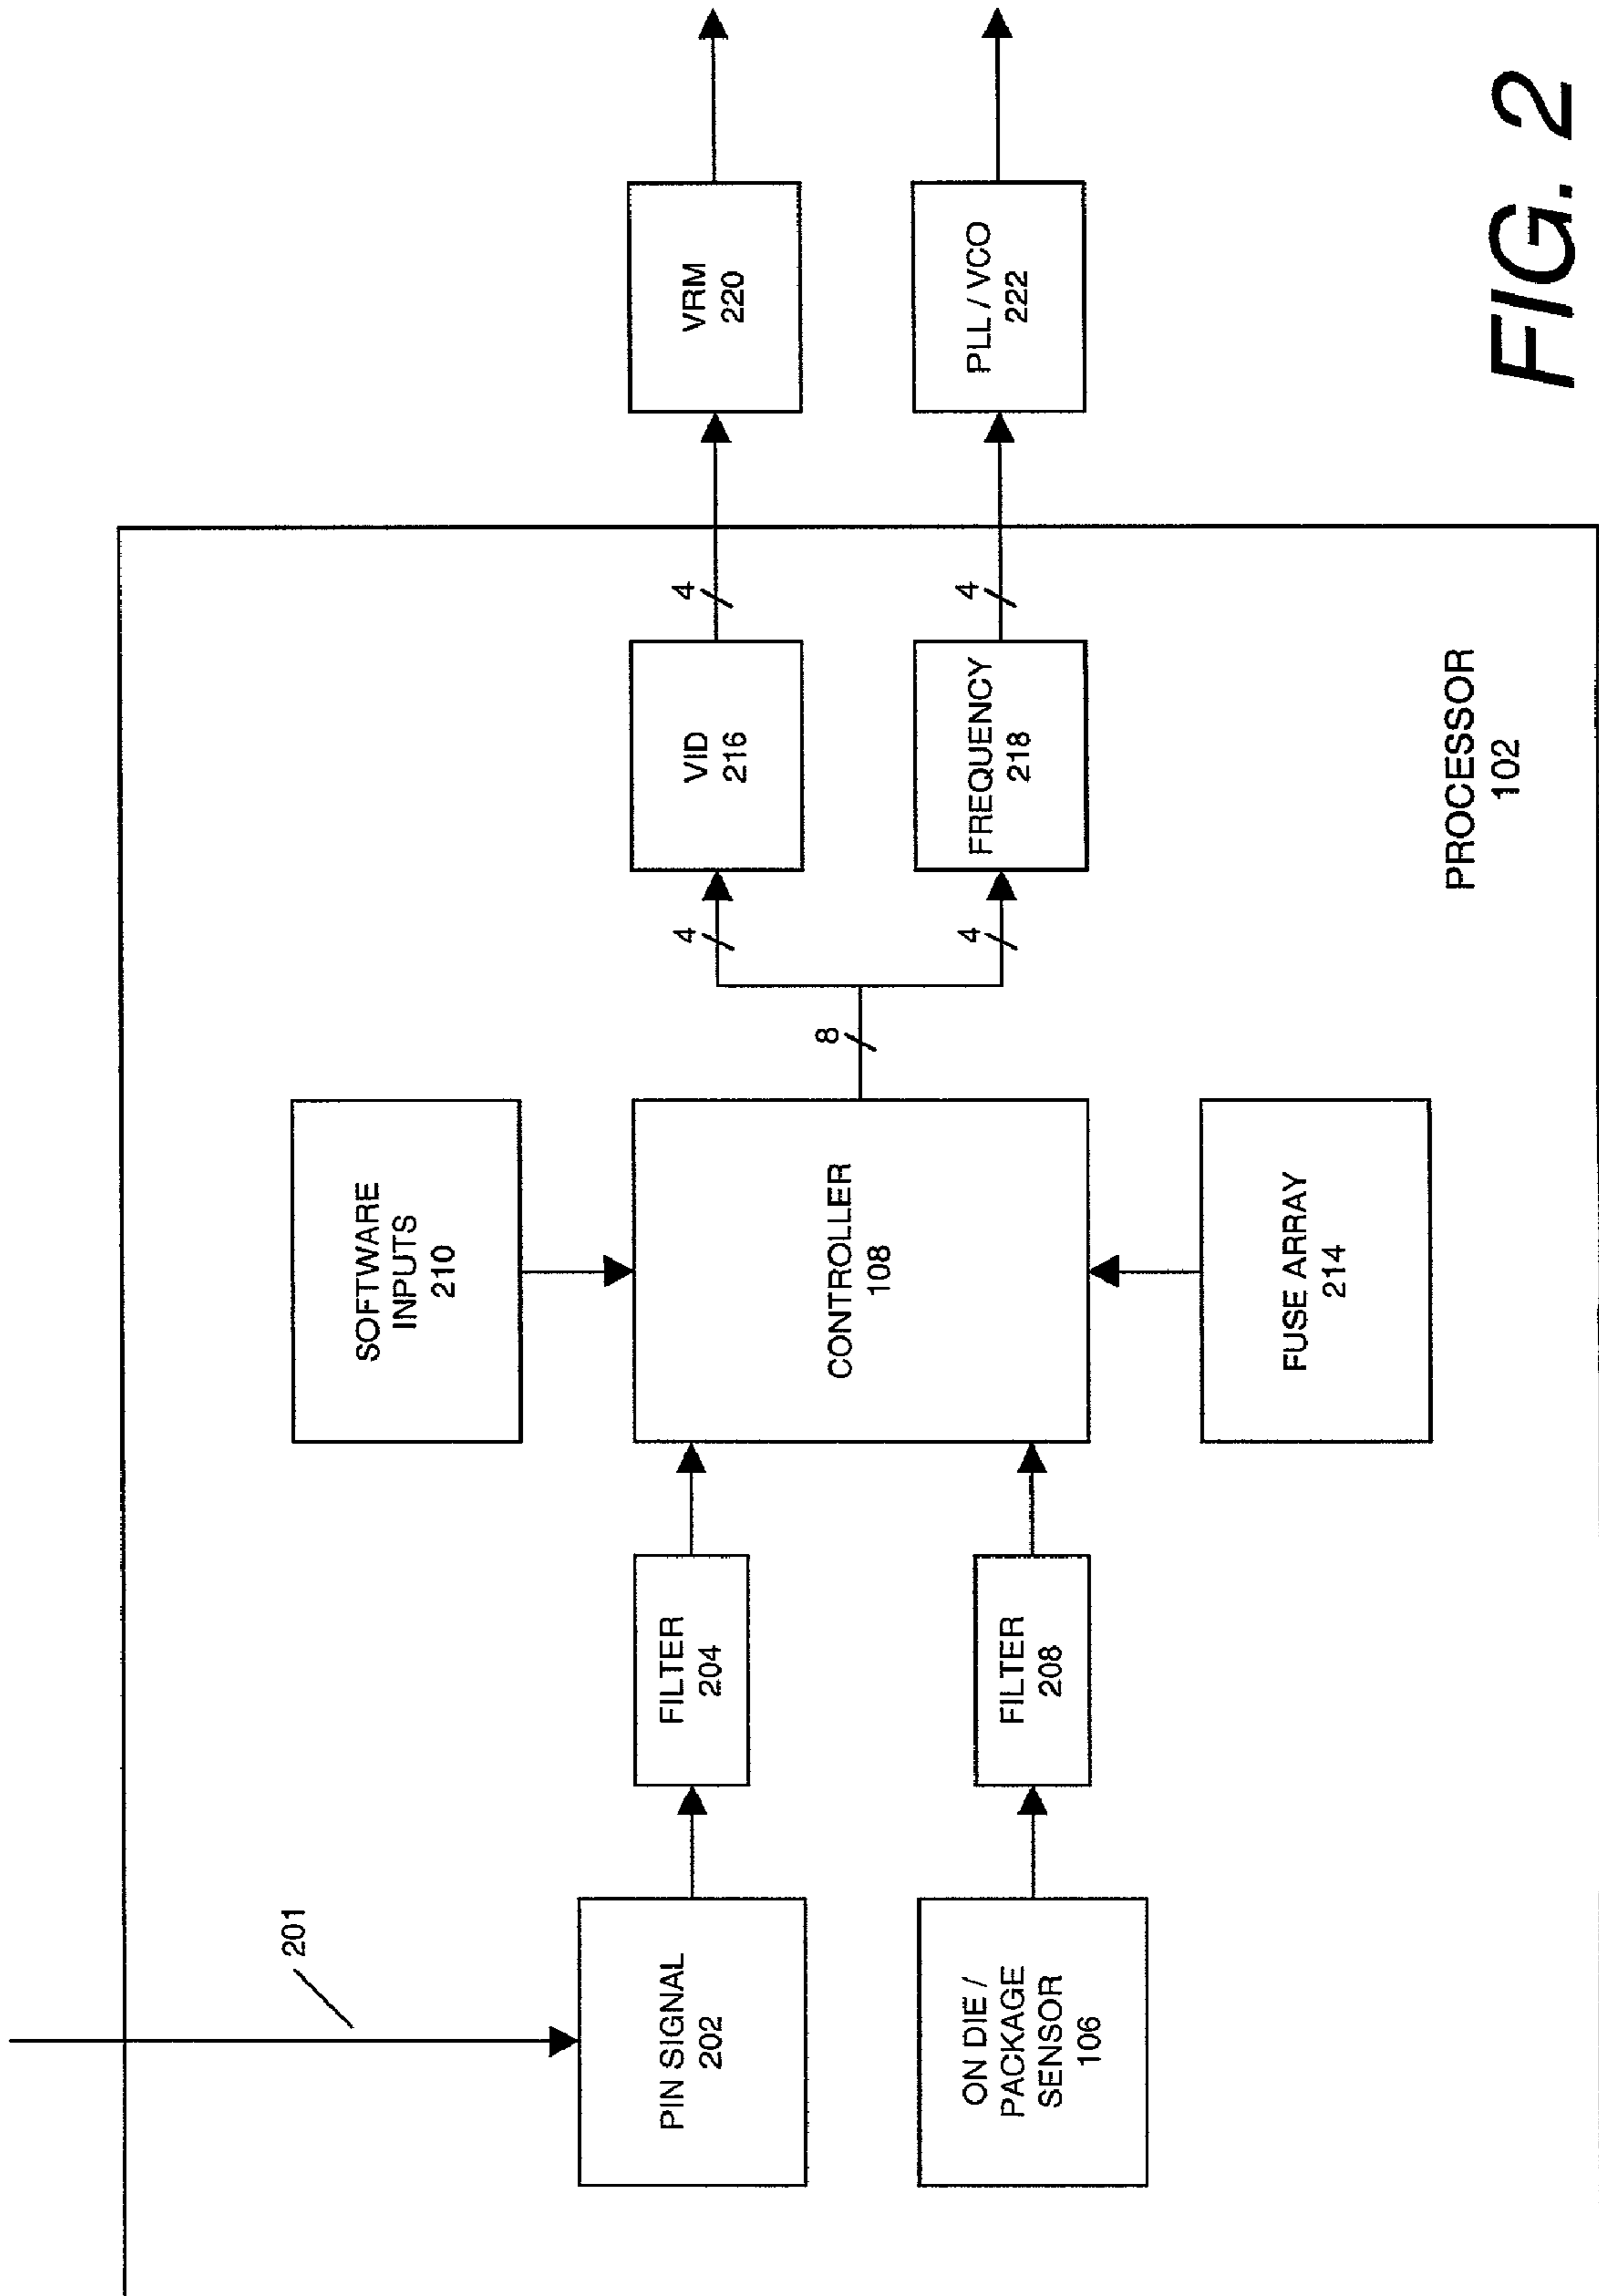 201
PIN SIGNAL
202
ON DIE /
PACKAGE
SENSOR
106
FILTER
204
FILTER
208
SOFTWARE
INPUTS
210
CONTROLLER
108
FUSE ARRAY
214
8
4
4
VID
216
FREQUENCY
218
4
4
PROCESSOR
102
VRM
220
PLL / VCO
222
FIG. 2